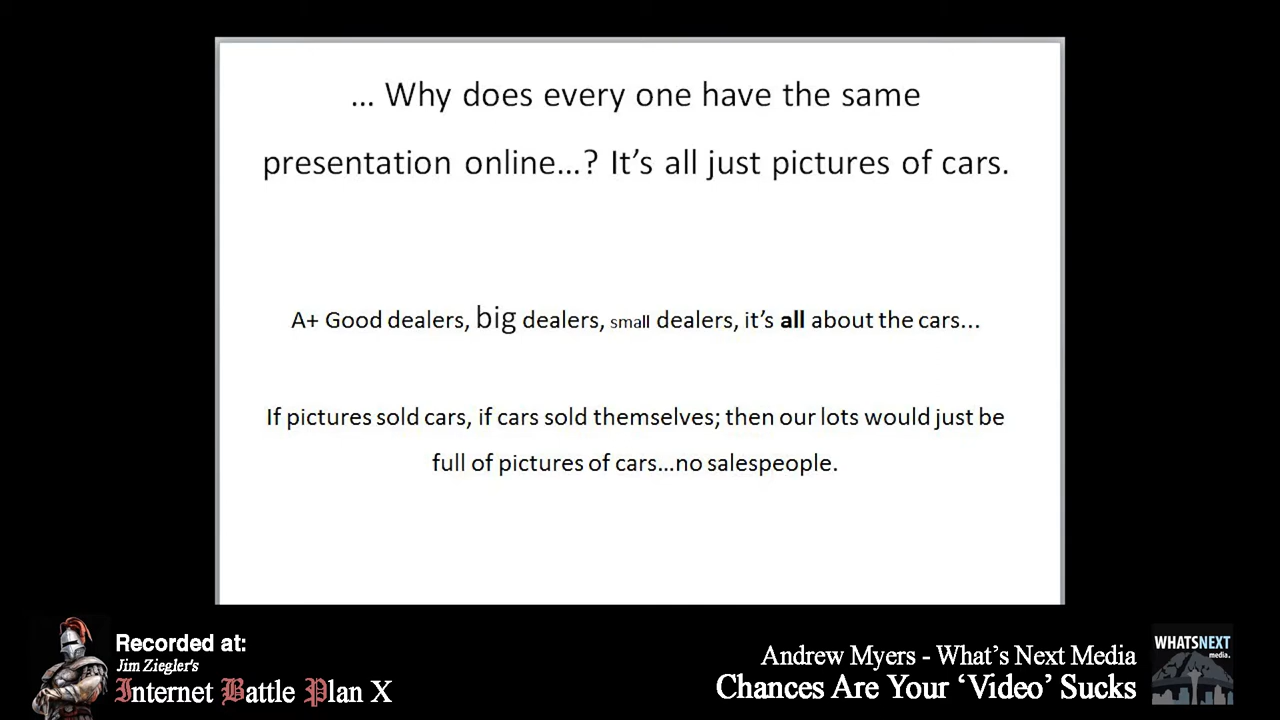 ... Why does every one have the same
presentation online...? It’s all just pictures of cars.
A+ Good dealers, big dealers, small dealers, it’s all about the cars...
If pictures sold cars, if cars sold themselves; then our lots would just be
full of pictures of cars...no salespeople.
Recorded at:
Jim Ziegler's
Internet Battle Plan X
Andrew Myers - What’s Next Media
Chances Are Your ‘Video’ Sucks
WHATSNEXT
media.